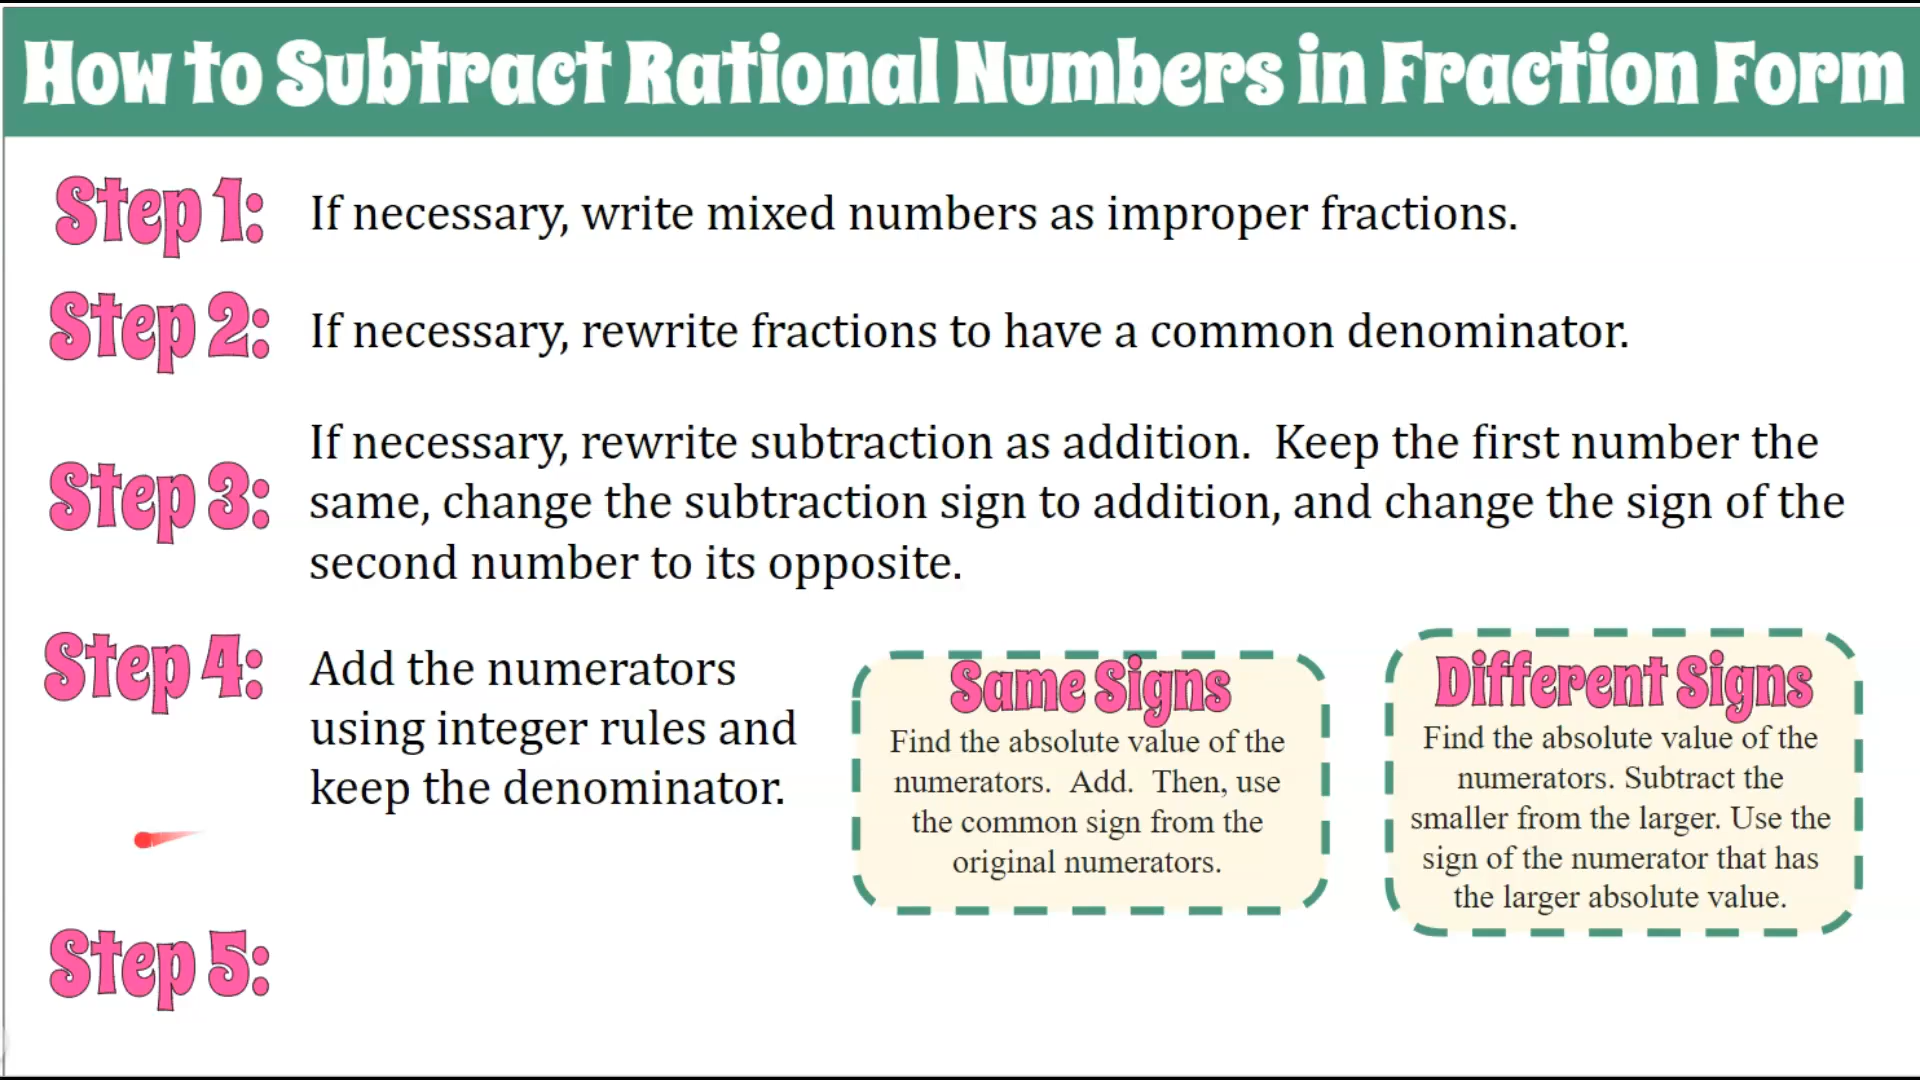 How to Subtract Rational Numbers in Fraction Form
Step 1:
If necessary, write mixed numbers as improper fractions.
Step 2:
If necessary, rewrite fractions to have a common denominator.
Step 3:
If necessary, rewrite subtraction as addition.  Keep the first number the
same, change the subtraction sign to addition, and change the sign of the
second number to its opposite.
Step 4:
Add the numerators
using integer rules and
keep the denominator.
Same Signs
Find the absolute value of the
numerators.  Add.  Then, use
the common sign from the
original numerators.
Different Signs
Find the absolute value of the
numerators. Subtract the
smaller from the larger. Use the
sign of the numerator that has
the larger absolute value.
Step 5: